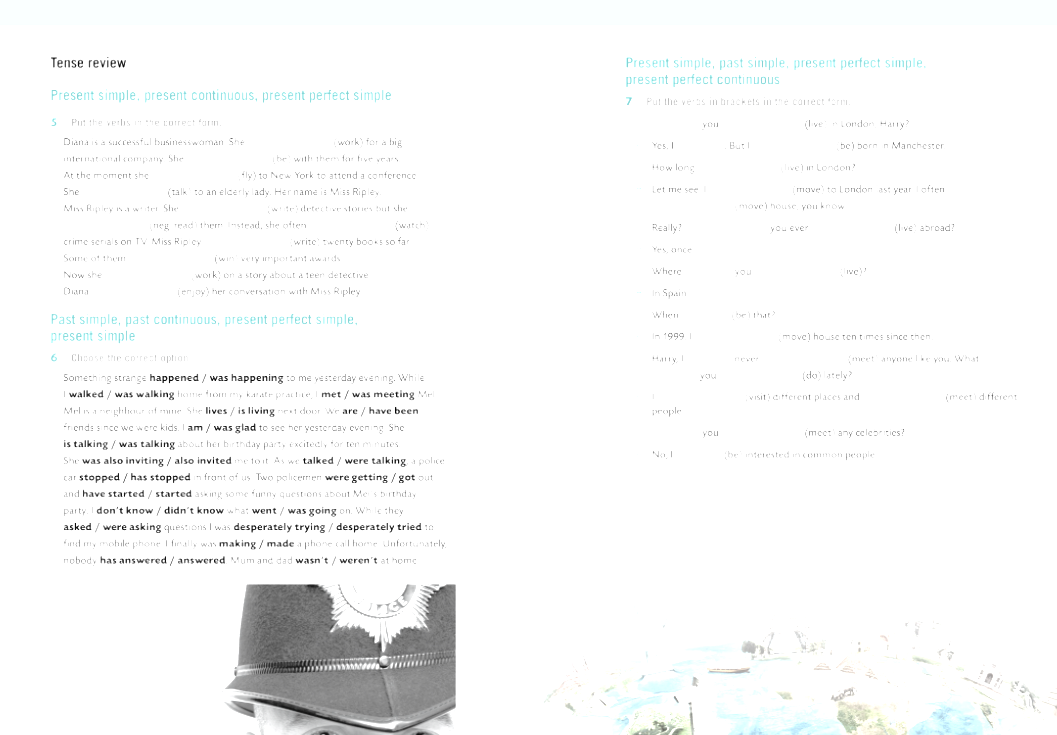 Tense review
Present simple, present continuous, present perfect simple
5 Put the verbs in the correct form.
Diana is a successful businesswoman. She (work) for a big
international company. She (be) with them for five years.
At the moment she fly) to New York to attend a conference.
She (talk) to an elderly lady. Her name is Miss Ripley.
Miss Ripley is a writer. She (write) detective stories but she
(neg. read) them. Instead, she often (watch)
crime serials on TV. Miss Ripley (write) twenty books so far.
Some of them (win) very important awards.
Now she work) on a story about a teen detective.
Diana (enjoy) her conversation with Miss Ripley.
Past simple, past continuous, present perfect simple,
present simple
6 Choose the correct option.
Something strange happened / was happening to me yesterday evening. While
I walked / was walking home from my karate practice, I met / was meeting Mel.
Mel is a neighbour of mine. She lives / is living next door. We are / have been
friends since we were kids. I am / was glad to see her yesterday evening. She
is talking / was talking about her birthday party excitedly for ten minutes.
She was also inviting / also invited me to it. As we talked / were talking, a police
car stopped / has stopped in front of us. Two policemen were getting / got out
and have started / started asking some funny questions about Mel's birthday
party. I don't know / didn't know what went / was going on. While they
asked / were asking questions I was desperately trying / desperately tried to
find my mobile phone. I finally was making / made a phone call home. Unfortunately,
nobody has answered / answered. Mum and dad wasn't / weren't at home.
POLICE
Present simple, past simple, present perfect simple,
present perfect continuous
7 Put the verbs in brackets in the correct form.
you (live) in London, Harry?
Yes, I But I (be) born in Manchester.
How long (live) in London?
Let me see. I (move) to London last year. I often
move) house, you know.
Really? you ever (live) abroad?
Yes, once.
Where you (live)?
In Spain.
When (be) that?
In 1999. I (move) house ten times since then.
Harry, I never (meet) anyone like you. What
you (do) lately?
I visit) different places and (meet) different
people.
you (meet) any celebrities?
No, I (be) interested in common people.